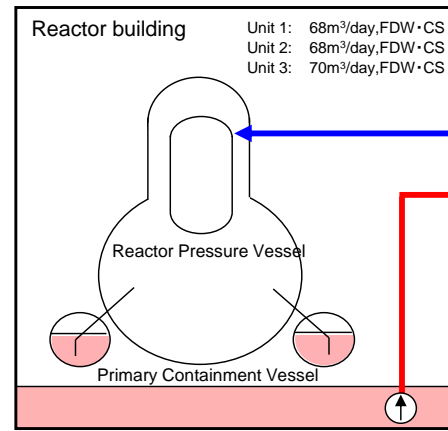 Reactor building
Unit 1: 68m³/day,FDW・CS
Unit 2: 68m³/day,FDW・CS
Unit 3: 70m³/day,FDW・CS
Reactor Pressure Vessel
Primary Containment Vessel